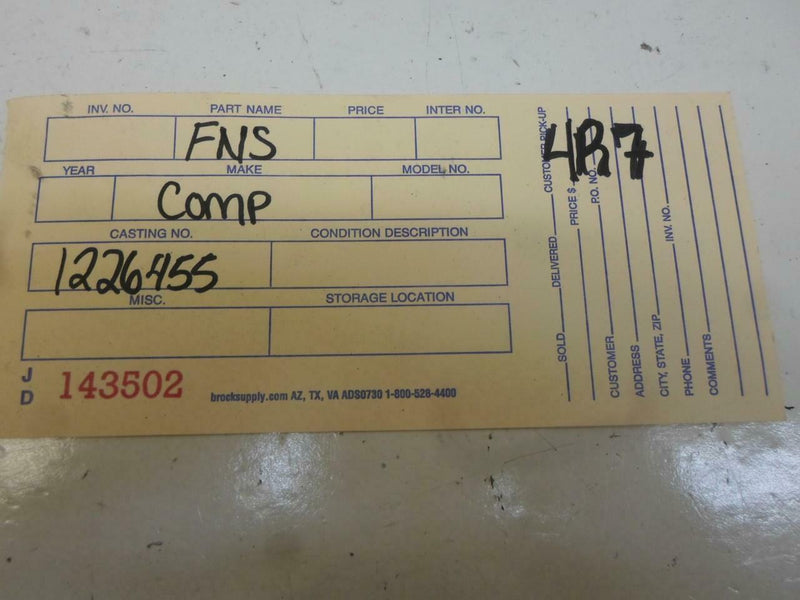 INV. NO. PART NAME PRICE INTER NO.
FNS
YEAR MAKE MODEL NO.
Comp
CASTING NO. CONDITION DESCRIPTION
1226455
MISC. STORAGE LOCATION
J D 143502
brocksupply.com AZ, TX, VA ADS0730 1-800-528-4400
4R7
SOLD DELIVERED CUSTOMER PICK-UP
PRICE $ P.O. NO.
CUSTOMER
ADDRESS
CITY, STATE, ZIP
PHONE INV. NO.
COMMENTS